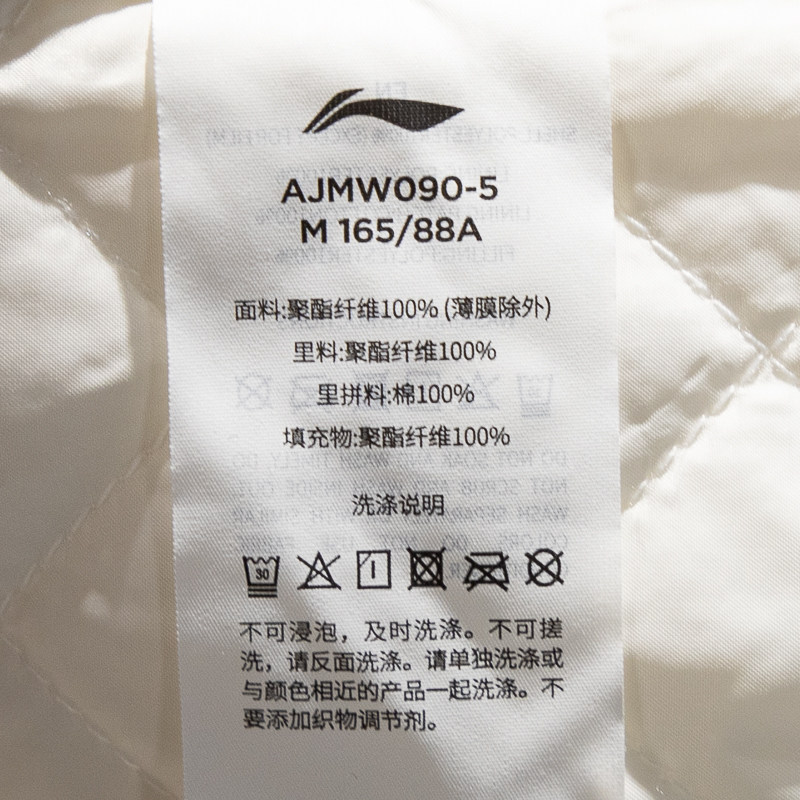 AJMW090-5
M 165/88A
面料:聚酯纤维100% (薄膜除外)
里料:聚酯纤维100%
里拼料:棉100%
填充物:聚酯纤维100%
洗涤说明
30
不可浸泡，及时洗涤。不可搓
洗，请反面洗涤。请单独洗涤或
与颜色相近的产品一起洗涤。不
要添加织物调节剂。